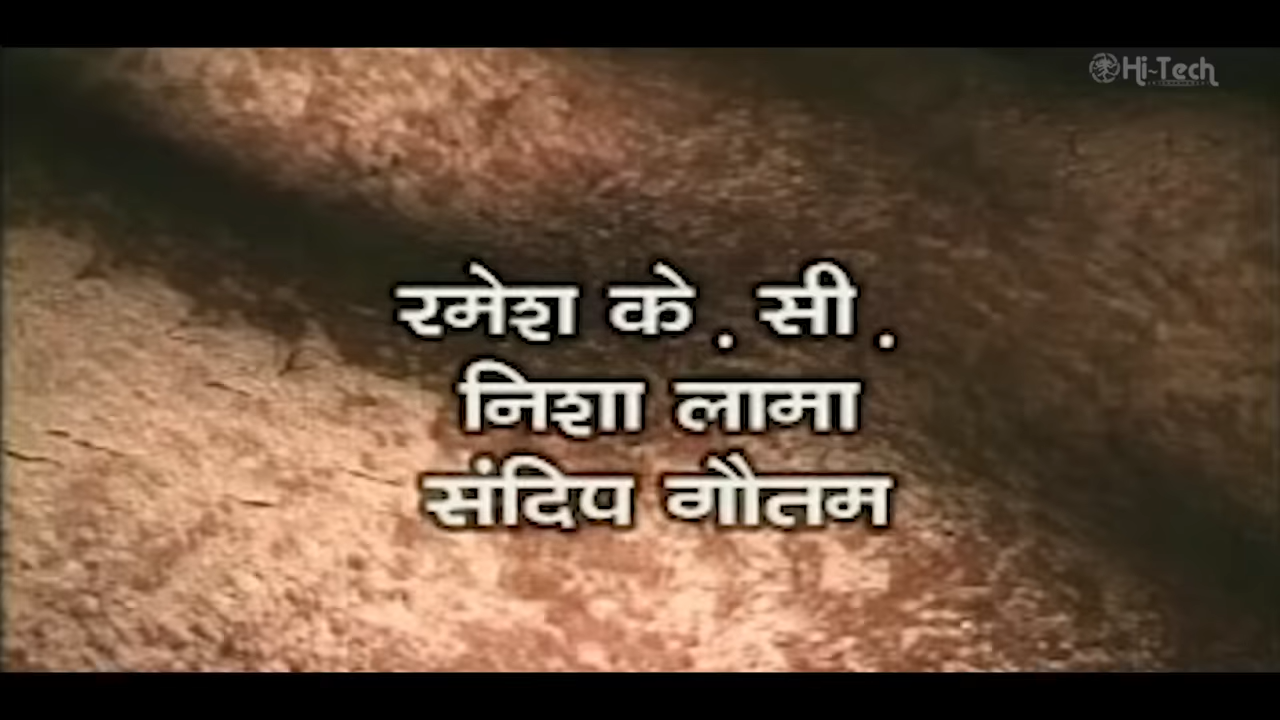 Hi-Tech
रमेश के . सी .
निशा लामा
संदिप गौतम